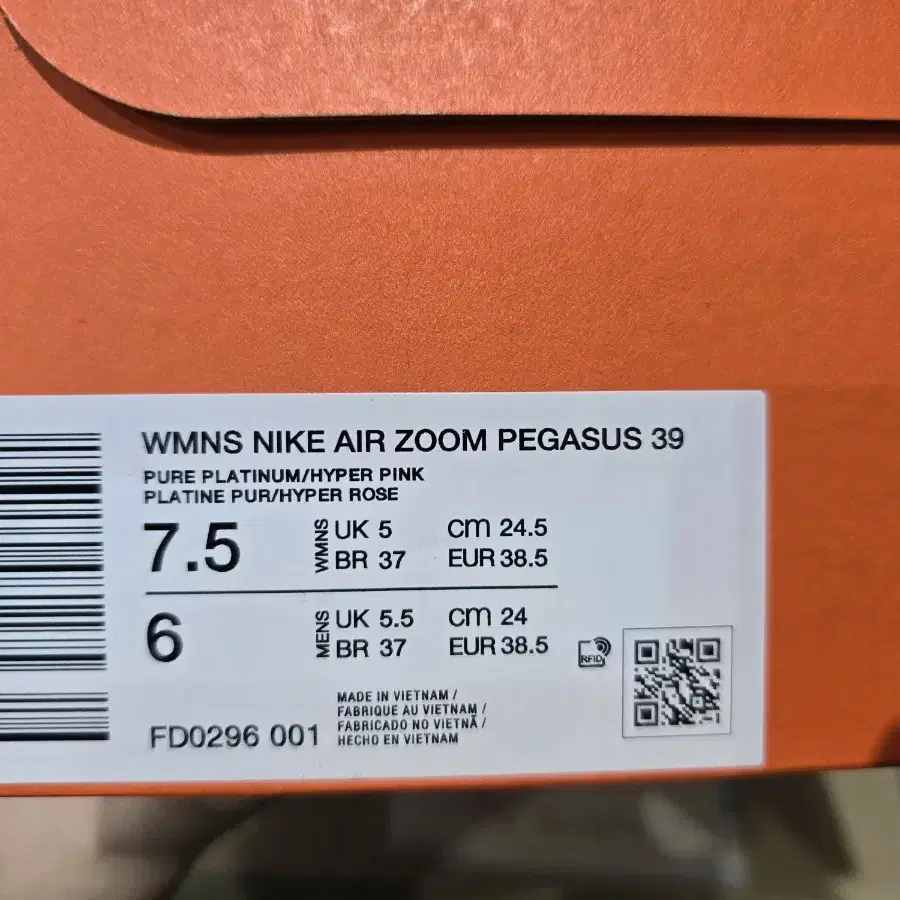 WMNS NIKE AIR ZOOM PEGASUS 39
PURE PLATINUM/HYPER PINK
PLATINE PUR/HYPER ROSE
7.5 WMNS UK 5 CM 24.5
BR 37 EUR 38.5
6 MENS UK 5.5 CM 24
BR 37 EUR 38.5
RFID
MADE IN VIETNAM /
FABRIQUE AU VIETNAM /
FABRICADO NO VIETNÃ /
HECHO EN VIETNAM
FD0296 001